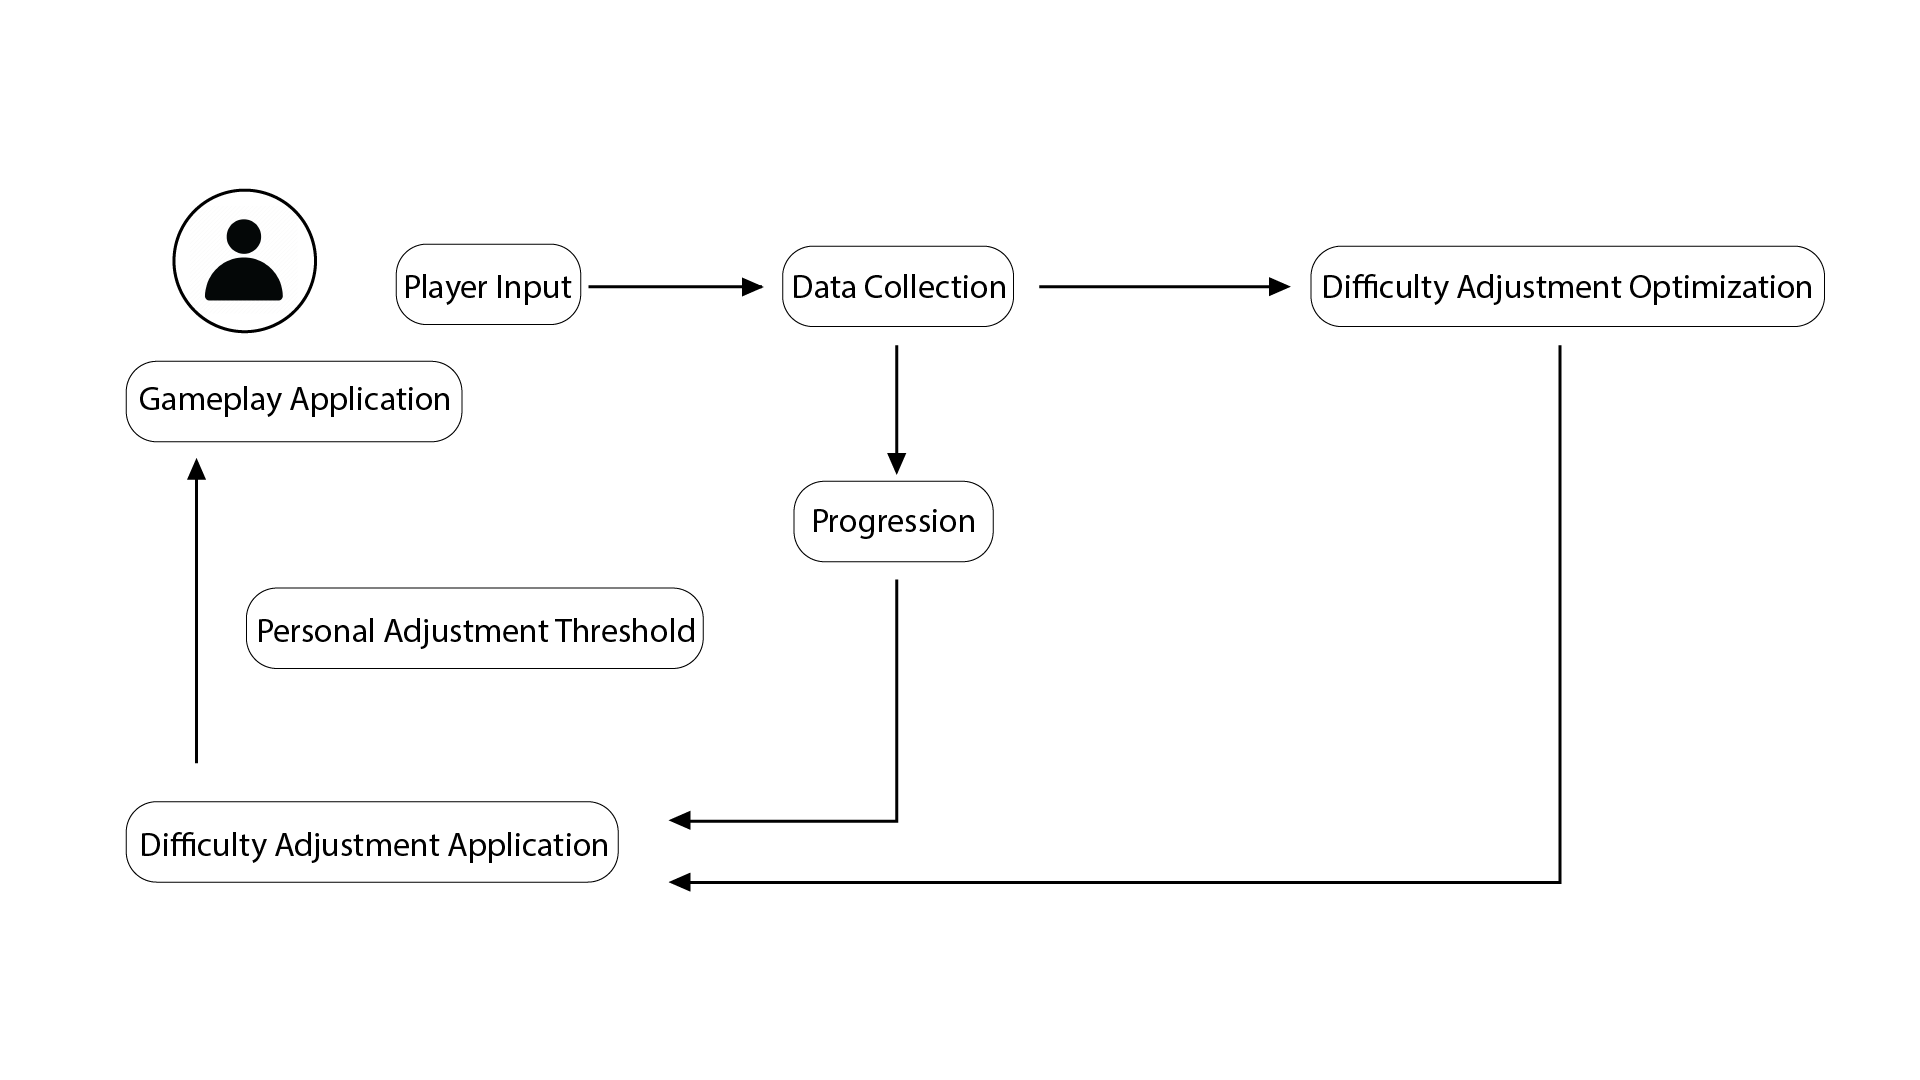 Player Input
Data Collection
Difficulty Adjustment Optimization
Gameplay Application
Progression
Personal Adjustment Threshold
Difficulty Adjustment Application